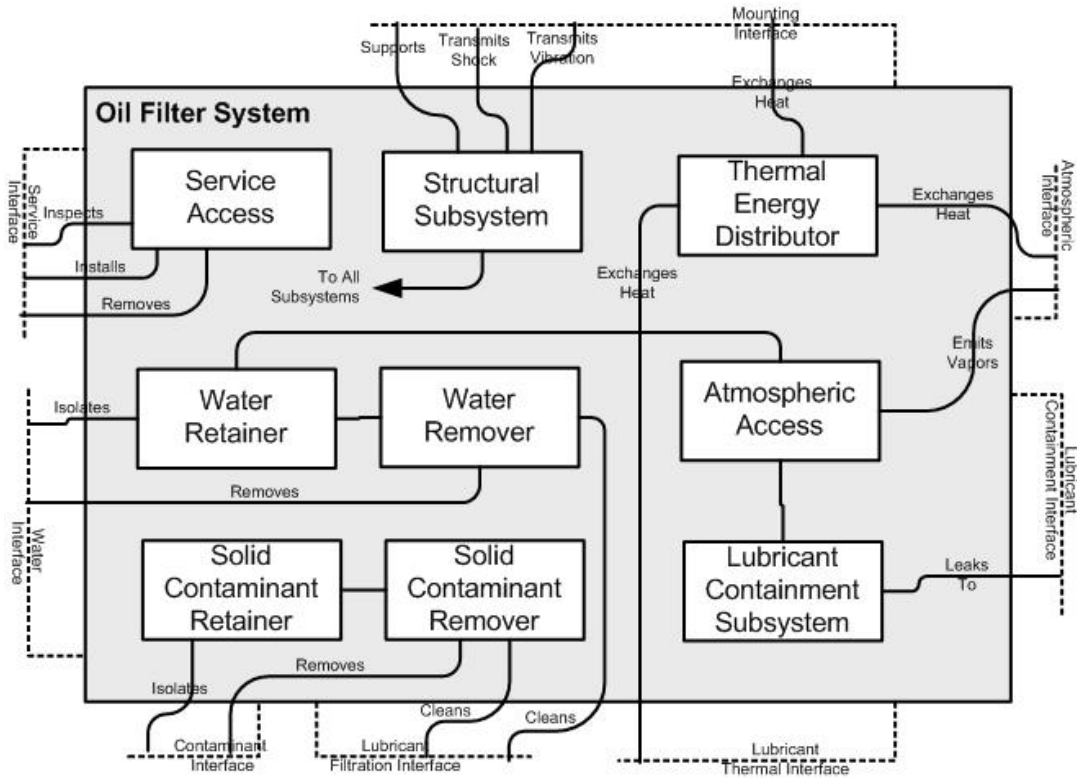 Mounting
Interface
Supports
Transmits
Shock
Transmits
Vibration
Exchanges
Heat
Oil Filter System
Service
Access
Structural
Subsystem
Thermal
Energy
Distributor
Service
Interface
Inspects
Installs
Removes
Exchanges
Heat
Atmospheric
Interface
To All
Subsystems
Exchanges
Heat
Emits
Vapors
Water
Retainer
Water
Remover
Atmospheric
Access
Isolates
Removes
Lubricant
Containment Interface
Water
Interface
Solid
Contaminant
Retainer
Solid
Contaminant
Remover
Lubricant
Containment
Subsystem
Leaks
To
Isolates
Removes
Cleans
Cleans
Contaminant
Interface
Lubricant
Filtration Interface
Lubricant
Thermal Interface